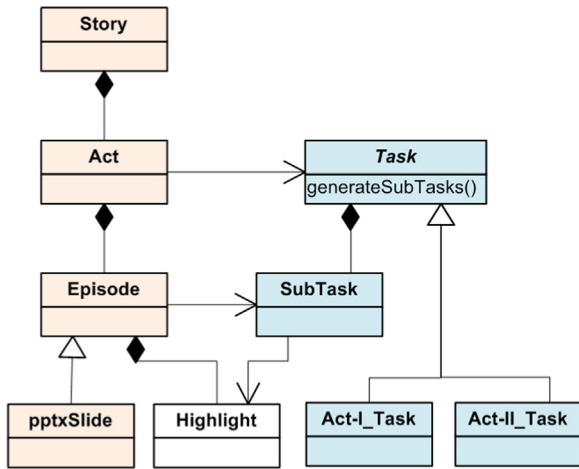 Story
Act
Task
generateSubTasks()
Episode
SubTask
pptxSlide
Highlight
Act-I_Task
Act-II_Task